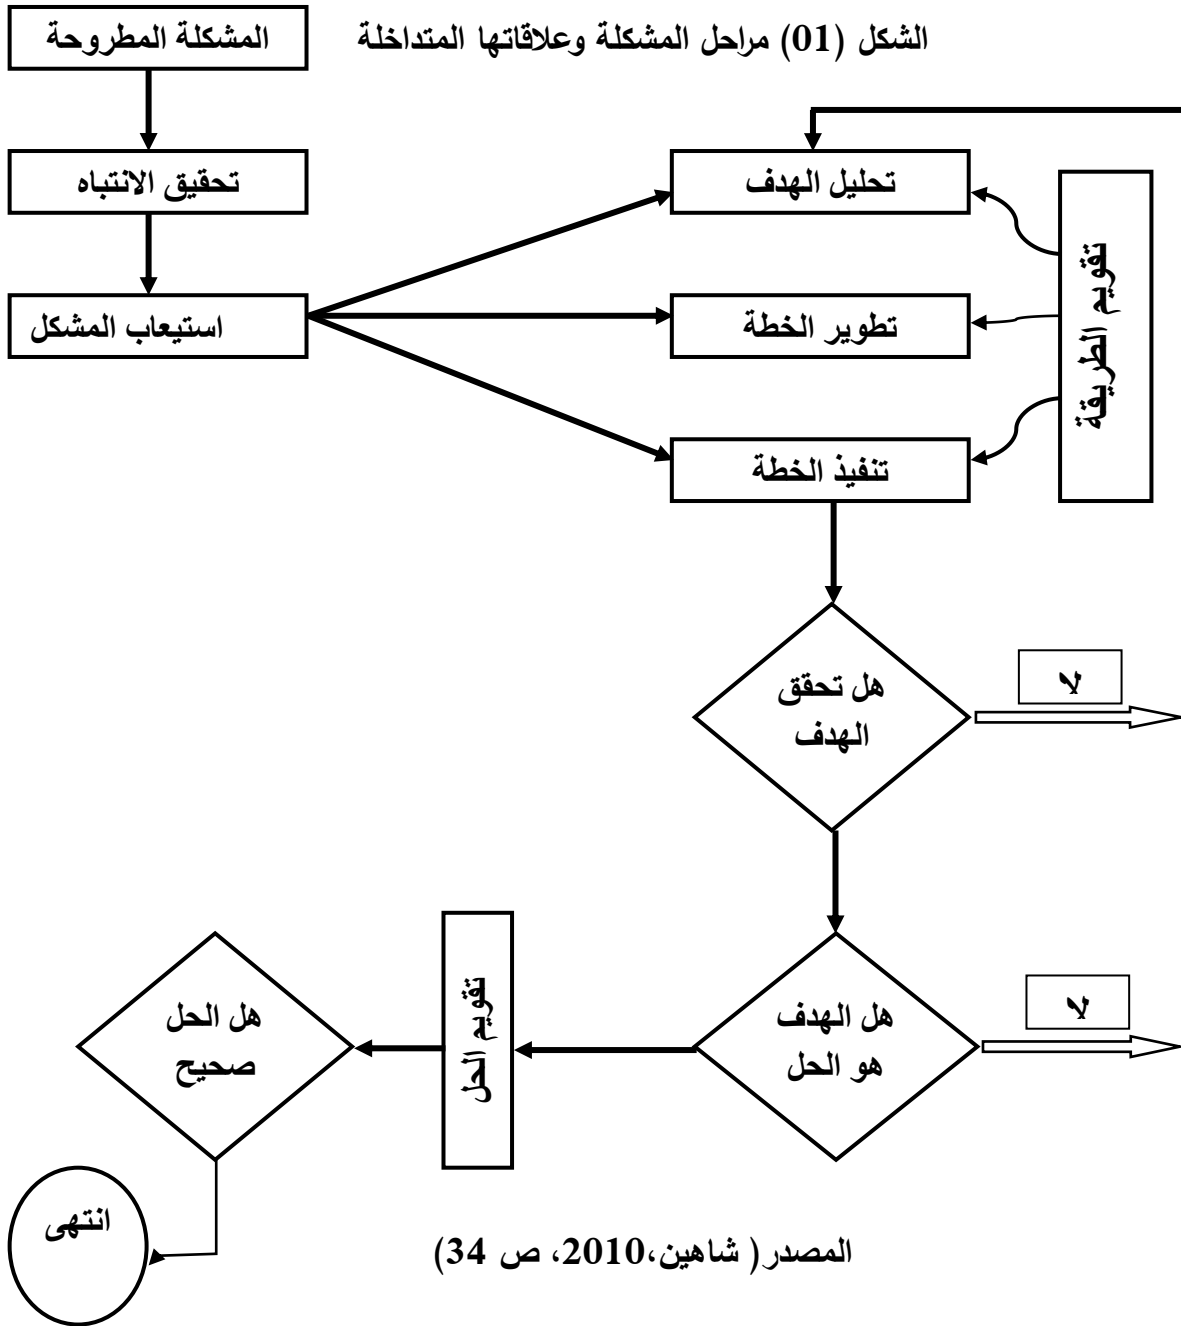 الشكل (01) مراحل المشكلة وعلاقاتها المتداخلة
المشكلة المطروحة
تحقيق الانتباه
استيعاب المشكل
تحليل الهدف
تطوير الخطة
تنفيذ الخطة
تقويم الطريقة
هل تحقق
الهدف
لا
هل الهدف
هو الحل
لا
تقويم الحل
هل الحل
صحيح
انتهى
المصدر( شاهين،2010، ص 34)